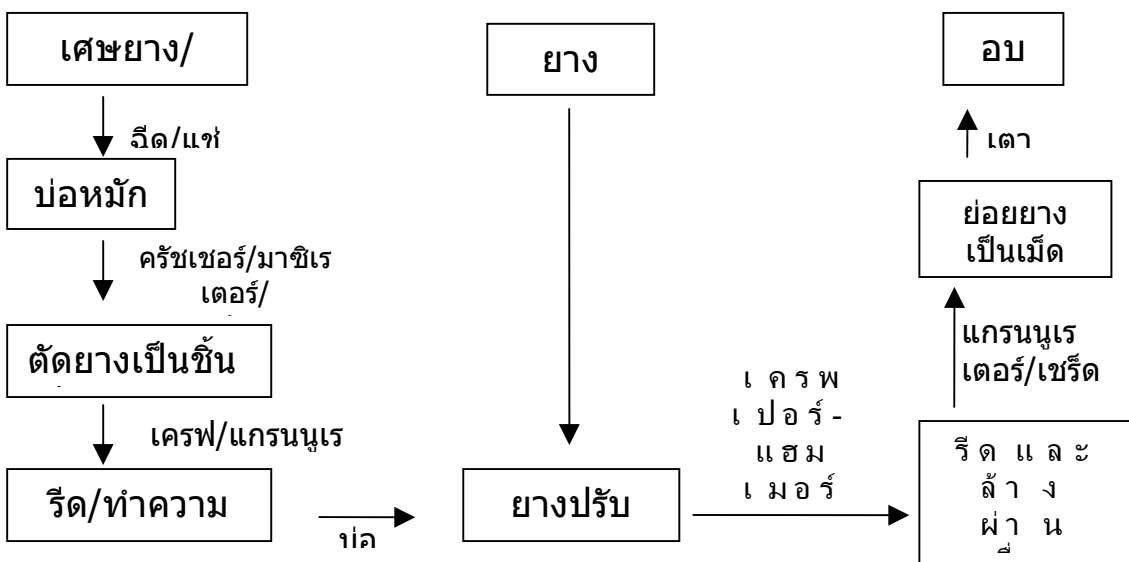 เศษยาง/
ฉีด/แช่
บ่อหมัก
ครัชเชอร์/มาซิเร
เตอร์/
ตัดยางเป็นชิ้น
เครฟ/แกรนนูเร
รีด/ทำความ
บ่อ
ยาง
ยางปรับ
เครพ
เปอร์-
แฮม
เมอร์
อบ
เตา
ย่อยยาง
เป็นเม็ด
แกรนนูเร
เตอร์/เชร็ด
รีดและ
ล้าง
ผ่าน